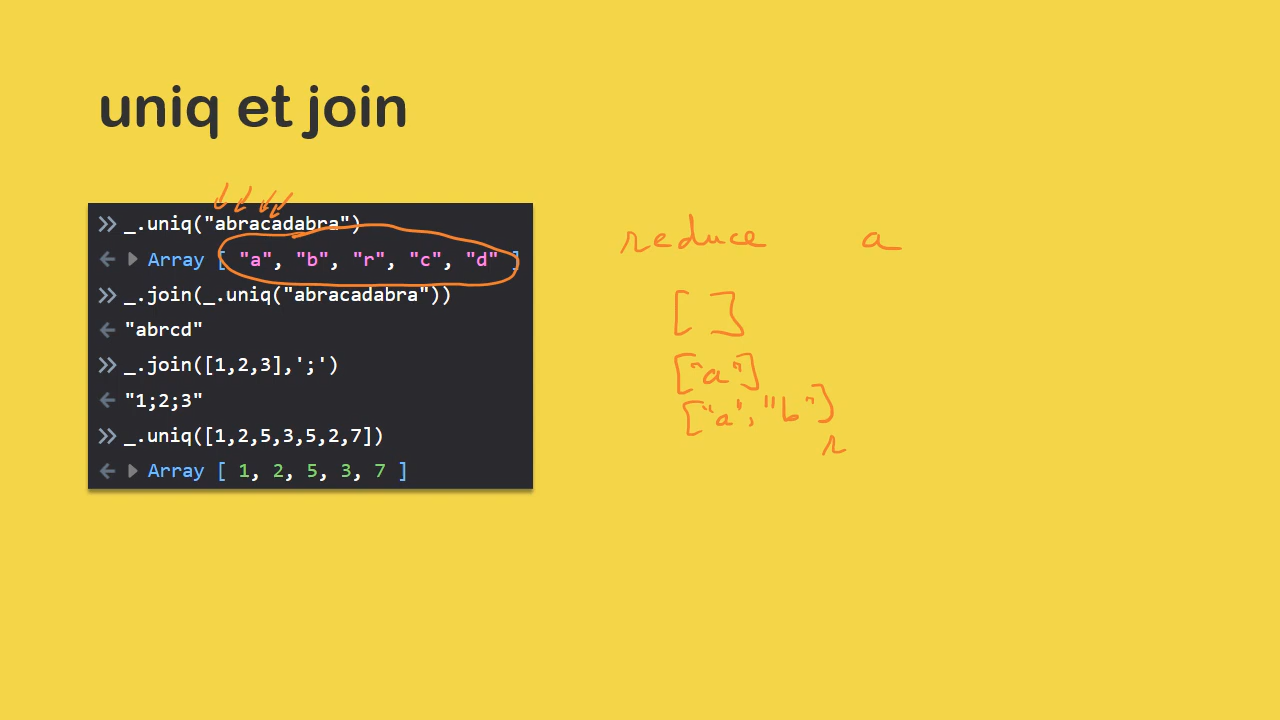 uniq et join
_.uniq("abracadabra")
Array [ "a", "b", "r", "c", "d" ]
_.join(_.uniq("abracadabra"))
"abrcd"
_.join([1,2,3],';')
"1;2;3"
_.uniq([1,2,5,3,5,2,7])
Array [ 1, 2, 5, 3, 7 ]
reduce a
[ ]
["a"]
["a", "b"]
r